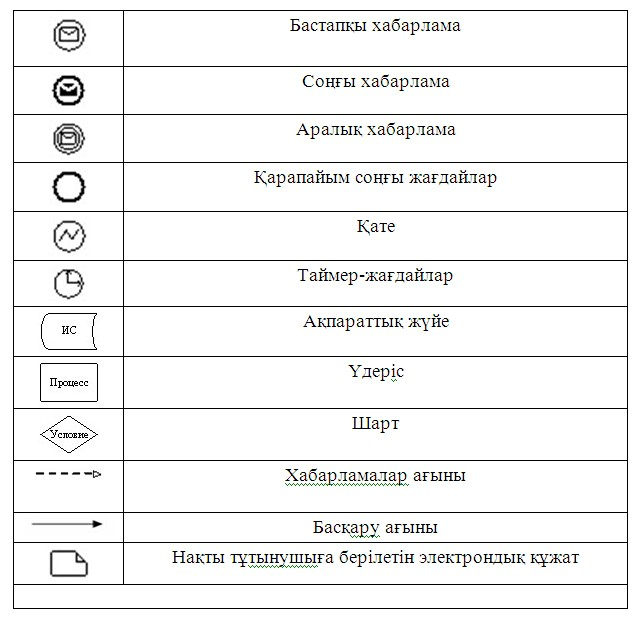 Бастапқы хабарлама
Соңғы хабарлама
Аралық хабарлама
Қарапайым соңғы жағдайлар
Қате
Таймер-жағдайлар
ИС
Ақпараттық жүйе
Процесс
Үдеріс
Условие
Шарт
Хабарламалар ағыны
Басқару ағыны
Нақты тұтынушыға берілетін электрондық құжат